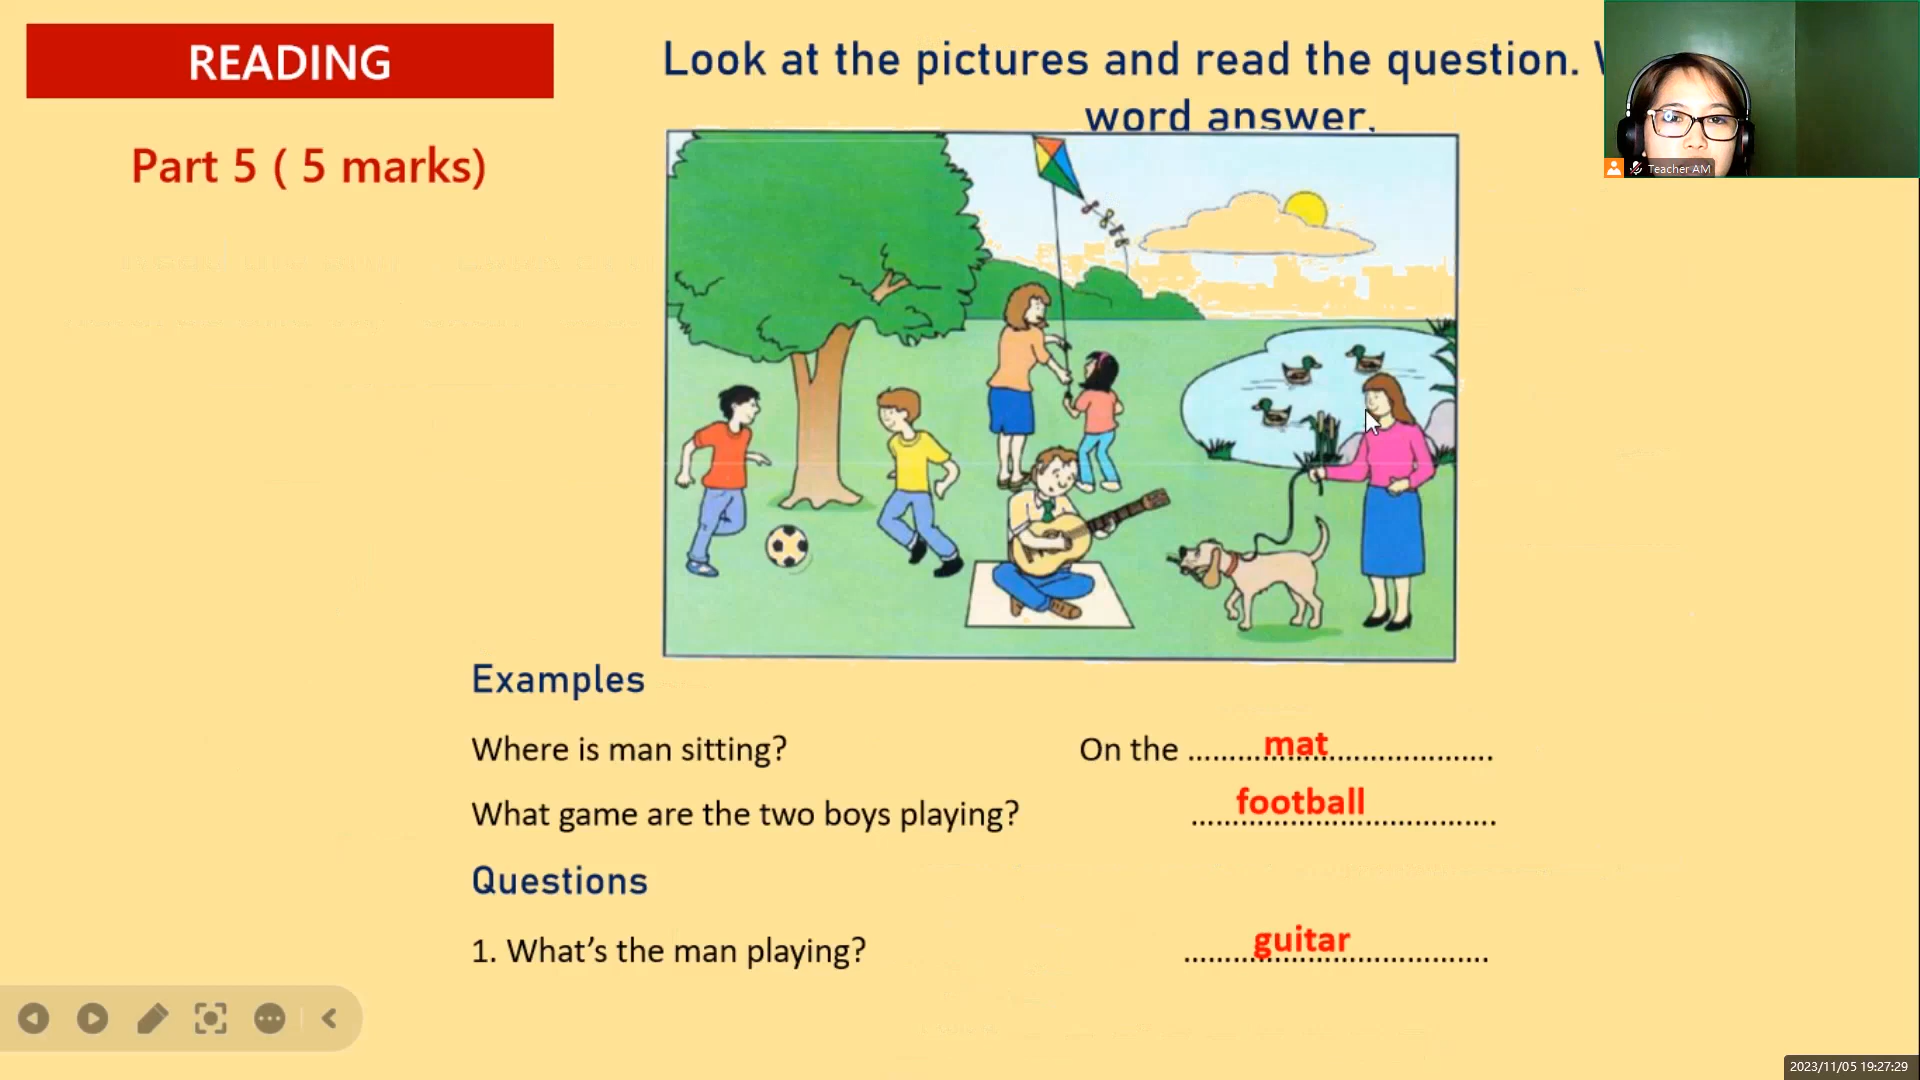 READING
Look at the pictures and read the question.
word answer.
Part 5 ( 5 marks)
Teacher AM
Examples
Where is man sitting?
On the ......mat..........................
What game are the two boys playing?
football
Questions
1. What's the man playing?
guitar
2023/11/05 19:27:29